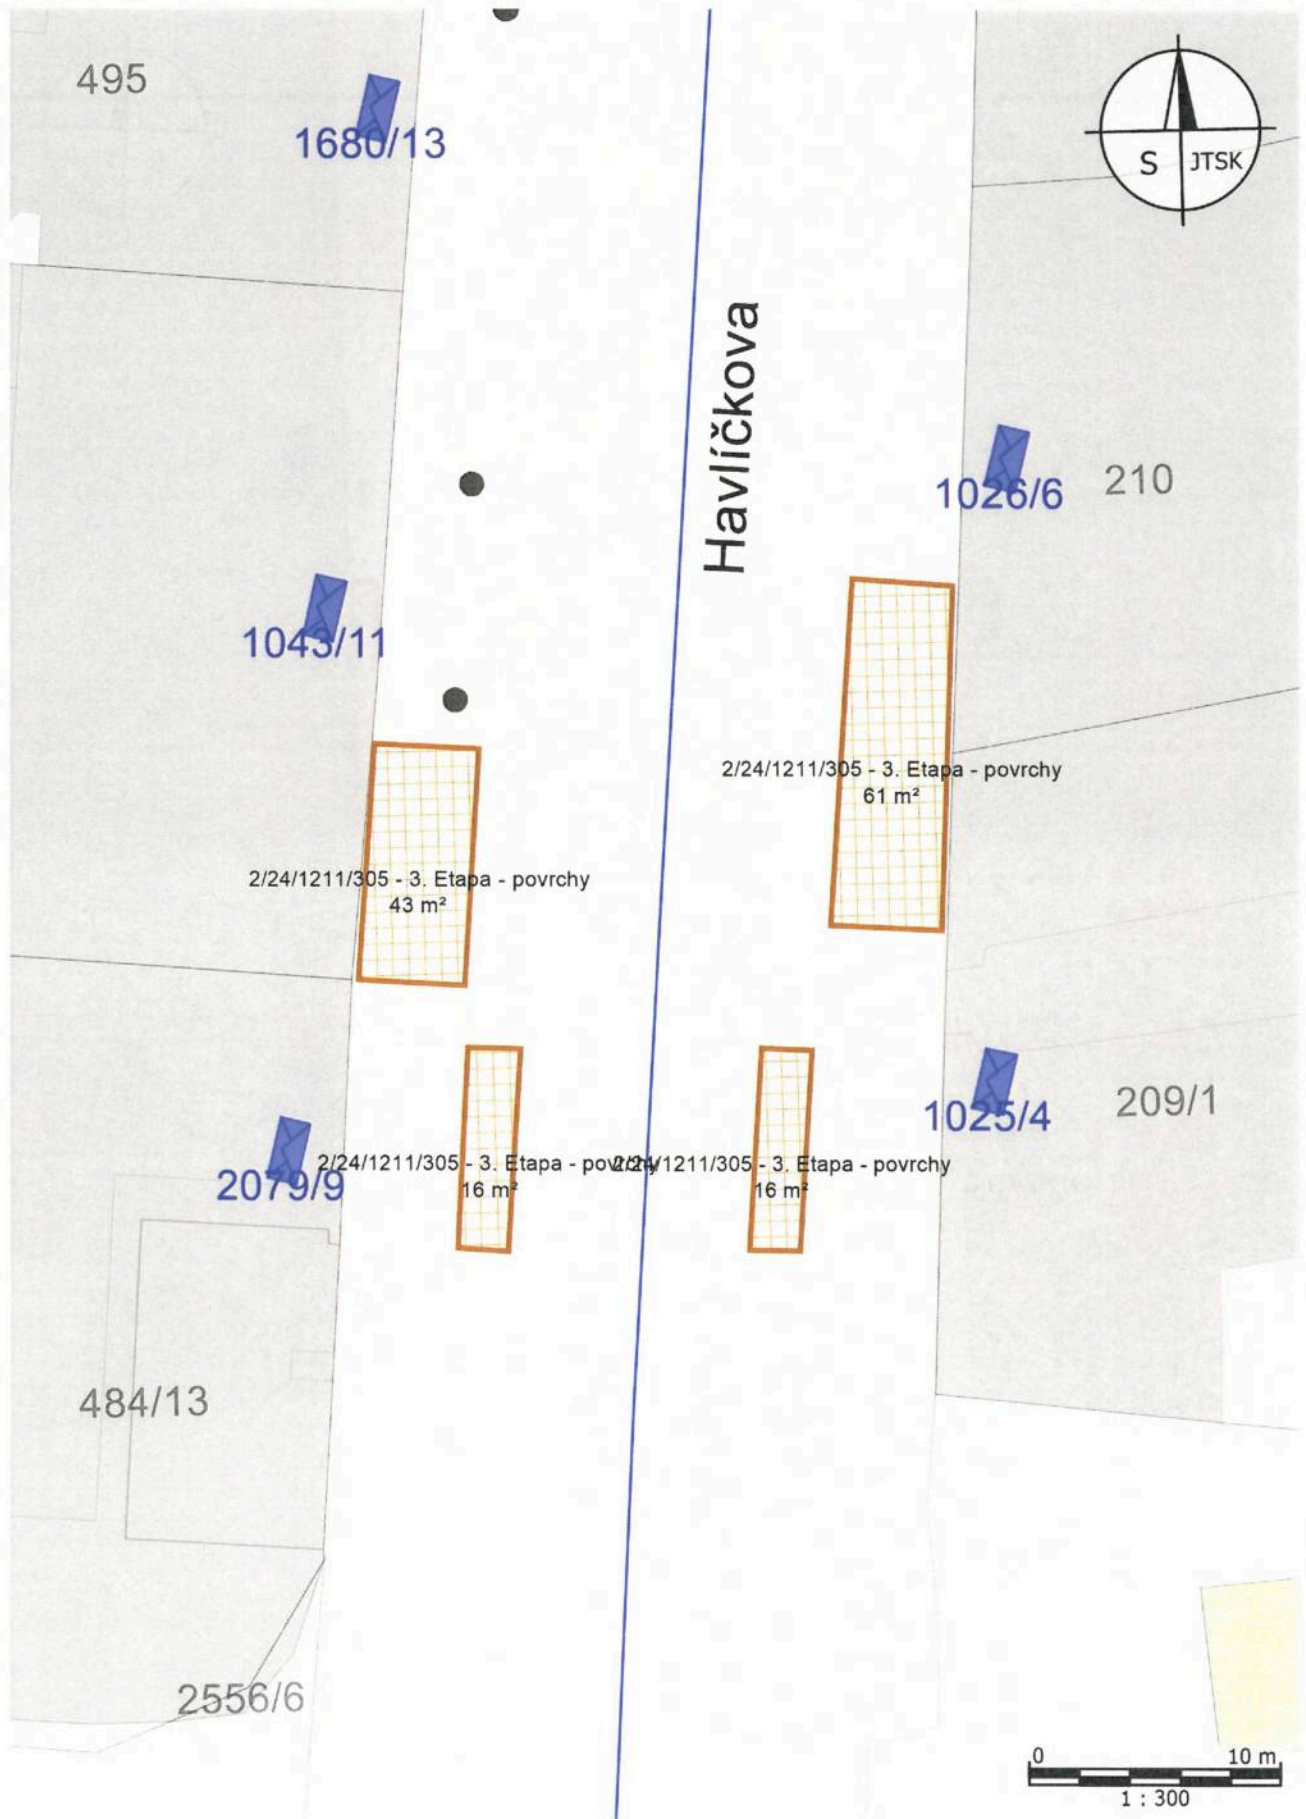 495
1680/13
S JTSK
Havlíčkova
1026/6
210
1043/11
2/24/1211/305 - 3. Etapa - povrchy
61 m²
2/24/1211/305 - 3. Etapa - povrchy
43 m²
1025/4
209/1
2079/9
2/24/1211/305 - 3. Etapa - povrchy
16 m²
2/24/1211/305 - 3. Etapa - povrchy
16 m²
484/13
2556/6
0 10 m
1 : 300